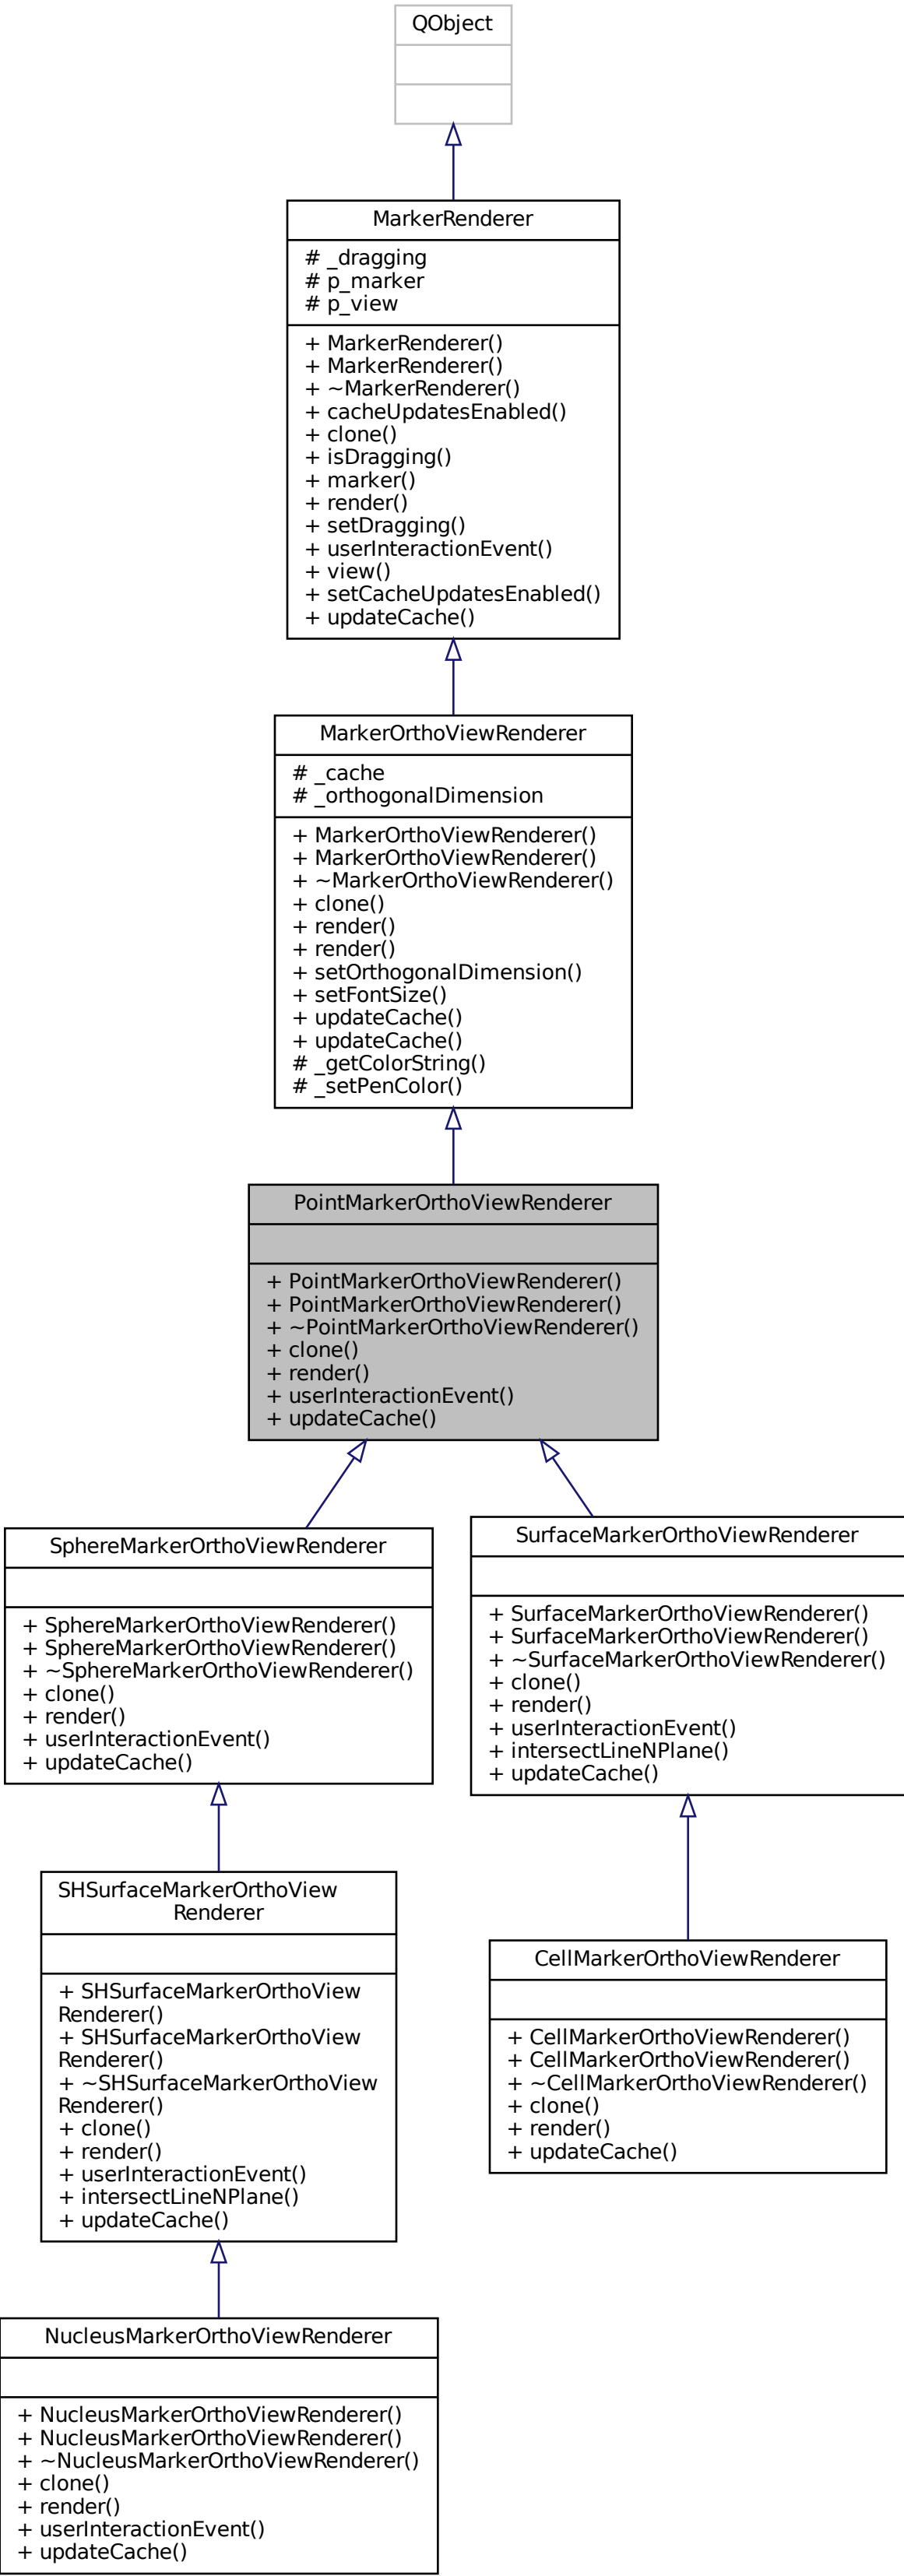 QObject
MarkerRenderer
# _dragging
# p_marker
# p_view
+ MarkerRenderer()
+ MarkerRenderer()
+ ~MarkerRenderer()
+ cacheUpdatesEnabled()
+ clone()
+ isDragging()
+ marker()
+ render()
+ setDragging()
+ userInteractionEvent()
+ view()
+ setCacheUpdatesEnabled()
+ updateCache()
MarkerOrthoViewRenderer
# _cache
# _orthogonalDimension
+ MarkerOrthoViewRenderer()
+ MarkerOrthoViewRenderer()
+ ~MarkerOrthoViewRenderer()
+ clone()
+ render()
+ render()
+ setOrthogonalDimension()
+ setFontSize()
+ updateCache()
+ updateCache()
# _getColorString()
# _setPenColor()
PointMarkerOrthoViewRenderer
+ PointMarkerOrthoViewRenderer()
+ PointMarkerOrthoViewRenderer()
+ ~PointMarkerOrthoViewRenderer()
+ clone()
+ render()
+ userInteractionEvent()
+ updateCache()
SphereMarkerOrthoViewRenderer
+ SphereMarkerOrthoViewRenderer()
+ SphereMarkerOrthoViewRenderer()
+ ~SphereMarkerOrthoViewRenderer()
+ clone()
+ render()
+ userInteractionEvent()
+ updateCache()
SurfaceMarkerOrthoViewRenderer
+ SurfaceMarkerOrthoViewRenderer()
+ SurfaceMarkerOrthoViewRenderer()
+ ~SurfaceMarkerOrthoViewRenderer()
+ clone()
+ render()
+ userInteractionEvent()
+ intersectLineNPlane()
+ updateCache()
SHSurfaceMarkerOrthoView
Renderer
+ SHSurfaceMarkerOrthoView
Renderer()
+ SHSurfaceMarkerOrthoView
Renderer()
+ ~SHSurfaceMarkerOrthoView
Renderer()
+ clone()
+ render()
+ userInteractionEvent()
+ intersectLineNPlane()
+ updateCache()
CellMarkerOrthoViewRenderer
+ CellMarkerOrthoViewRenderer()
+ CellMarkerOrthoViewRenderer()
+ ~CellMarkerOrthoViewRenderer()
+ clone()
+ render()
+ updateCache()
NucleusMarkerOrthoViewRenderer
+ NucleusMarkerOrthoViewRenderer()
+ NucleusMarkerOrthoViewRenderer()
+ ~NucleusMarkerOrthoViewRenderer()
+ clone()
+ render()
+ userInteractionEvent()
+ updateCache()